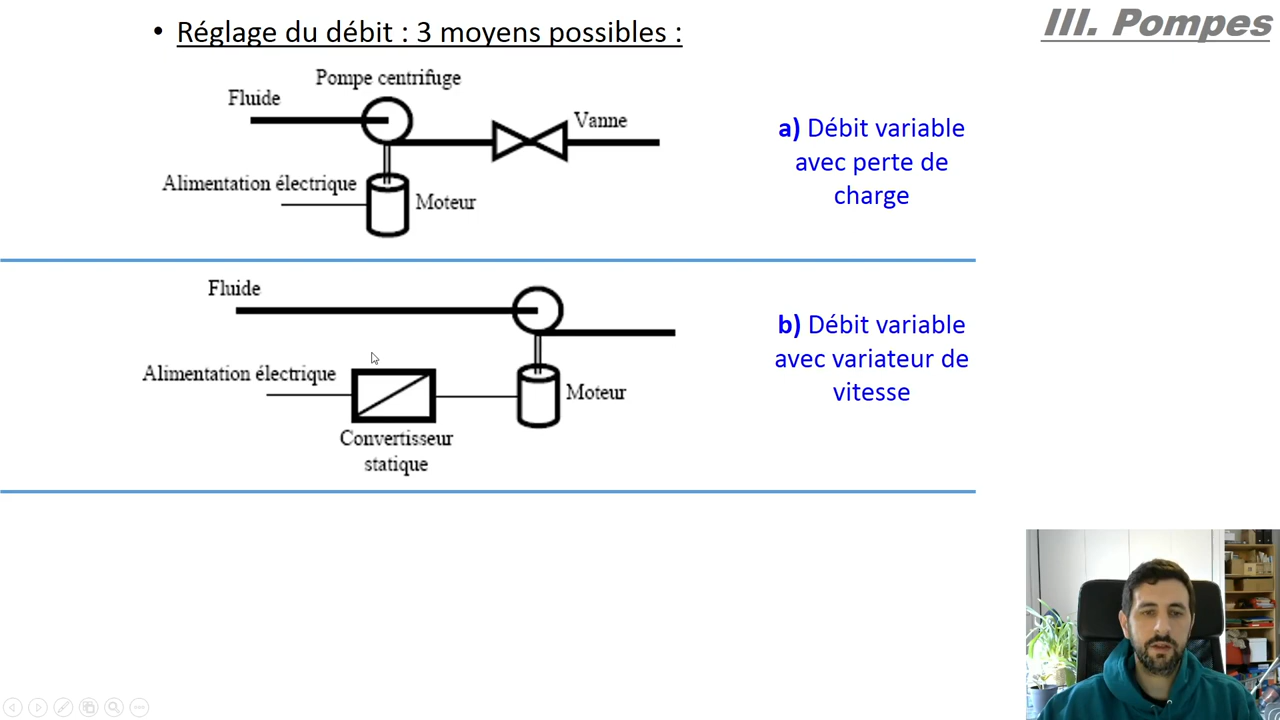 • Réglage du débit : 3 moyens possibles :
III. Pompes
Pompe centrifuge
Fluide
Vanne
Alimentation électrique
Moteur
a) Débit variable
avec perte de
charge
Fluide
Alimentation électrique
Moteur
Convertisseur
statique
b) Débit variable
avec variateur de
vitesse